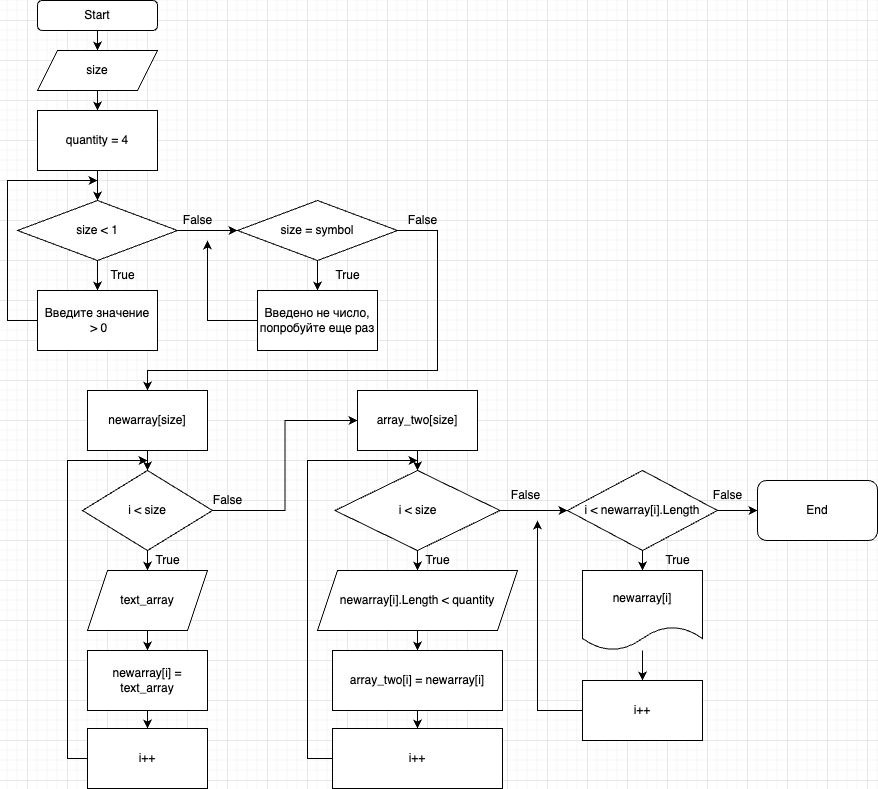 Start
size
quantity = 4
size < 1
False
size = symbol
False
True
True
Введите значение
> 0
Введено не число,
попробуйте еще раз
newarray[size]
array_two[size]
i < size
False
i < size
False
i < newarray[i].Length
False
End
True
True
True
text_array
newarray[i].Length < quantity
newarray[i]
newarray[i] =
text_array
array_two[i] = newarray[i]
i++
i++
i++